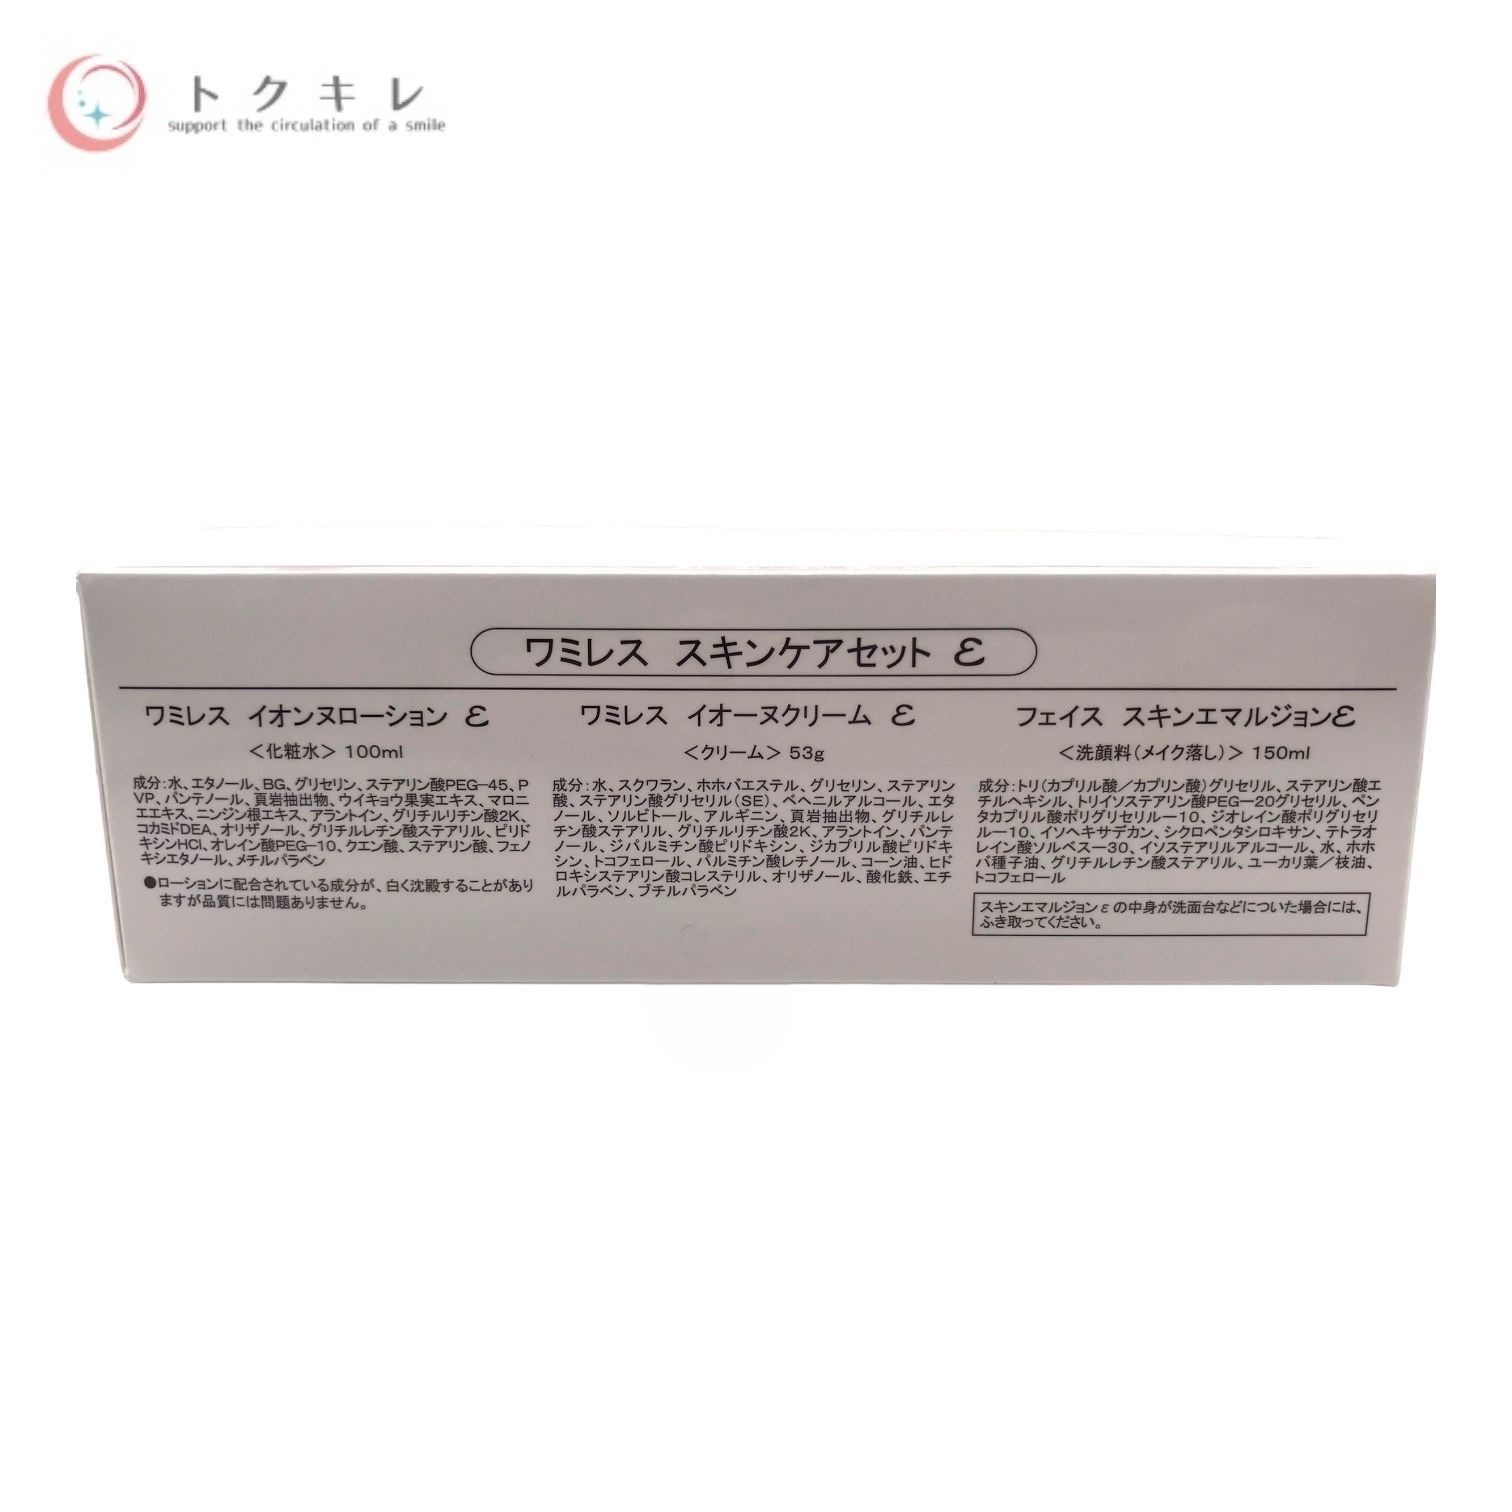 トクキレ
support the circulation of a smile
ワミレス スキンケアセット ε
ワミレス イオンヌローション ε
＜化粧水＞ 100ml
成分：水、エタノール、BG、グリセリン、ステアリン酸PEG-45、P
VP、パンテノール、頁岩抽出物、ウイキョウ果実エキス、マロニ
エエキス、ニンジン根エキス、アラントイン、グリチルリチン酸2K、
コカミドDEA、オリザノール、グリチルレチン酸ステアリル、ピリド
キシンHCl、オレイン酸PEG-10、クエン酸、ステアリン酸、フェノ
キシエタノール、メチルパラベン
●ローションに配合されている成分が、白く沈殿することがあり
ますが品質には問題ありません。
ワミレス イオーヌクリーム ε
＜クリーム＞ 53g
成分：水、スクワラン、ホホバエステル、グリセリン、ステアリン
酸、ステアリン酸グリセリル（SE）、ベヘニルアルコール、エタ
ノール、ソルビトール、アルギニン、頁岩抽出物、グリチルレ
チン酸ステアリル、グリチルリチン酸2K、アラントイン、パンテ
ノール、ジパルミチン酸ピリドキシン、ジカプリル酸ピリドキ
シン、トコフェロール、パルミチン酸レチノール、コーン油、ヒド
ロキシステアリン酸コレステリル、オリザノール、酸化鉄、エチ
ルパラベン、ブチルパラベン
フェイス スキンエマルジョンε
＜洗顔料（メイク落し）＞ 150ml
成分：トリ（カプリル酸／カプリン酸）グリセリル、ステアリン酸エ
チルヘキシル、トリイソステアリン酸PEG-20グリセリル、ペン
タカプリル酸ポリグリセリル-10、ジオレイン酸ポリグリセリ
ル-10、イソヘキサデカン、シクロペンタシロキサン、テトラオ
レイン酸ソルベス-30、イソステアリルアルコール、水、ホホ
バ種子油、グリチルレチン酸ステアリル、ユーカリ葉／枝油、
トコフェロール
スキンエマルジョンεの中身が洗面台などについた場合には、
ふき取ってください。